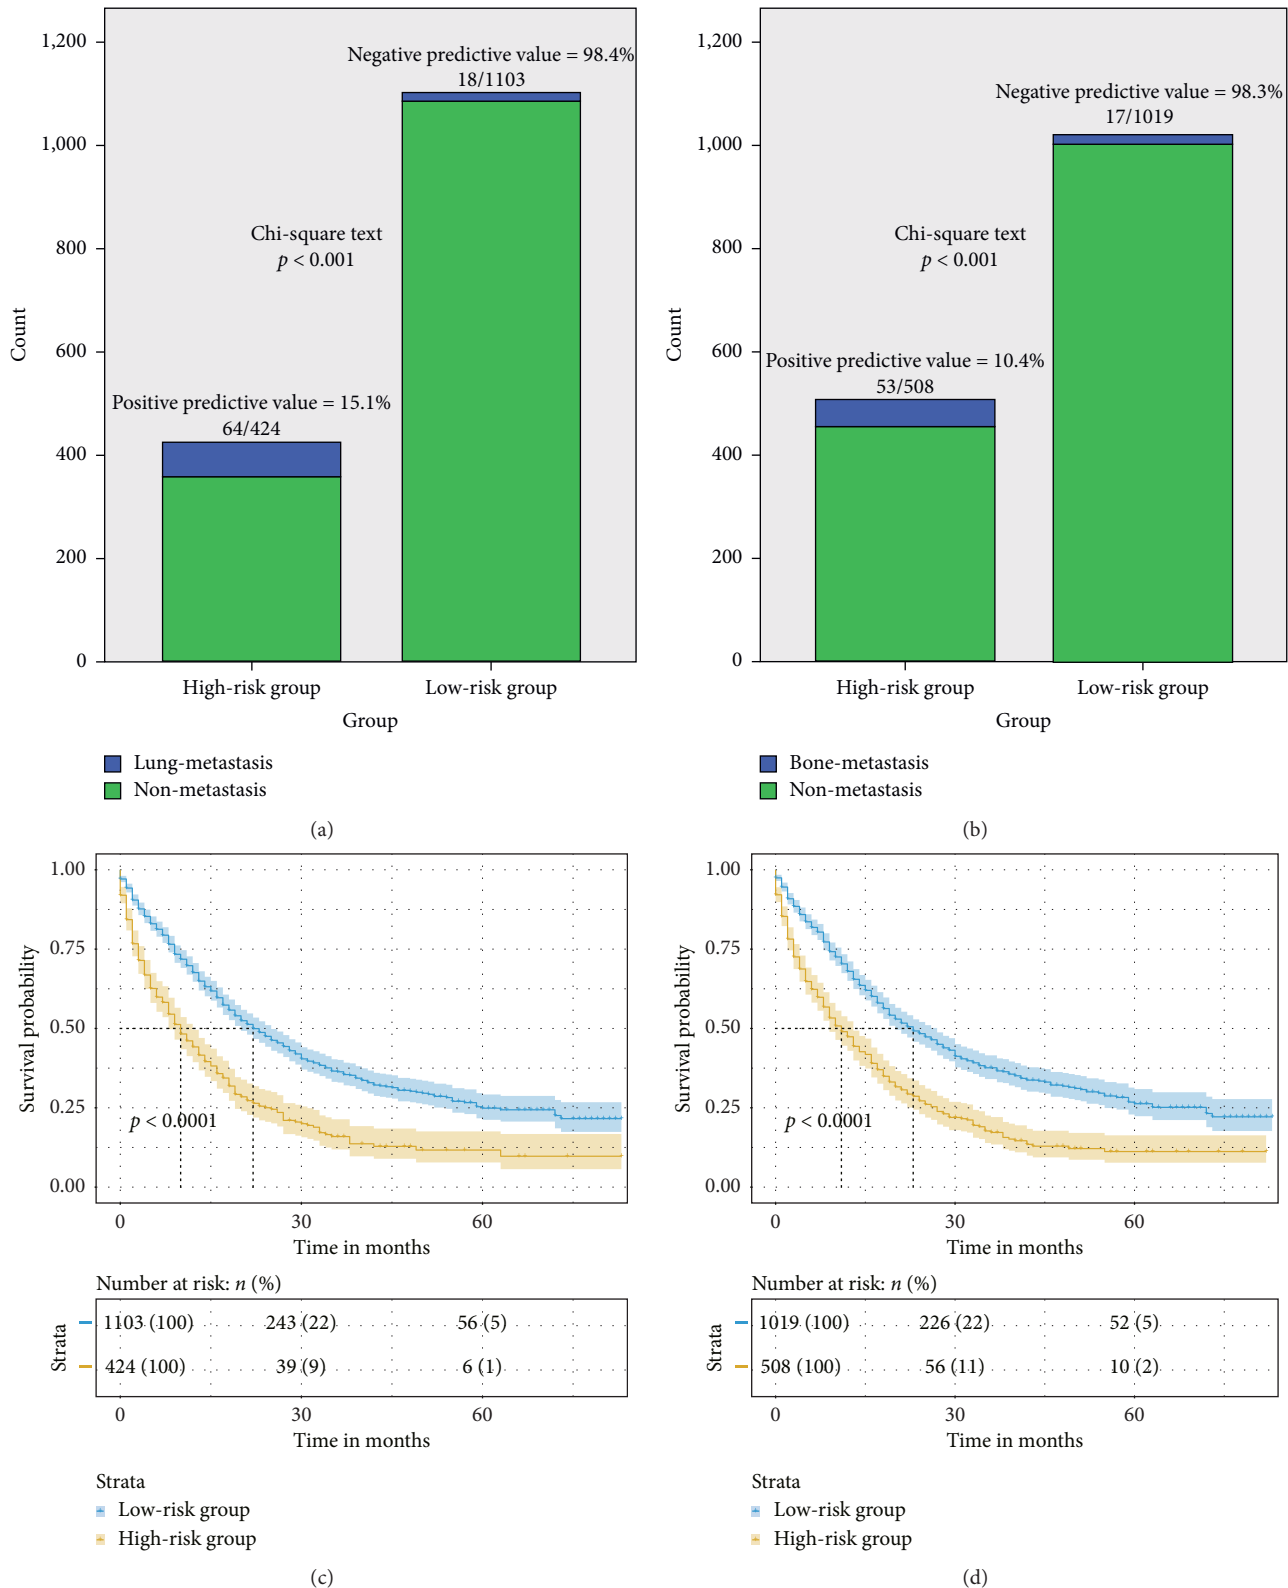 1,200
1,000
800
600
400
200
0
Count
Negative predictive value = 98.4%
18/1103
Chi-square text
p < 0.001
Positive predictive value = 15.1%
64/424
High-risk group
Low-risk group
Group
Lung-metastasis
Non-metastasis
(a)
1,200
1,000
800
600
400
200
0
Count
Negative predictive value = 98.3%
17/1019
Chi-square text
p < 0.001
Positive predictive value = 10.4%
53/508
High-risk group
Low-risk group
Group
Bone-metastasis
Non-metastasis
(b)
1.00
0.75
0.50
0.25
0.00
Survival probability
p < 0.0001
0 30 60
Time in months
Number at risk: n (%)
Strata
1103 (100) 243 (22) 56 (5)
424 (100) 39 (9) 6 (1)
0 30 60
Time in months
Strata
Low-risk group
High-risk group
(c)
1.00
0.75
0.50
0.25
0.00
Survival probability
p < 0.0001
0 30 60
Time in months
Number at risk: n (%)
Strata
1019 (100) 226 (22) 52 (5)
508 (100) 56 (11) 10 (2)
0 30 60
Time in months
Strata
Low-risk group
High-risk group
(d)